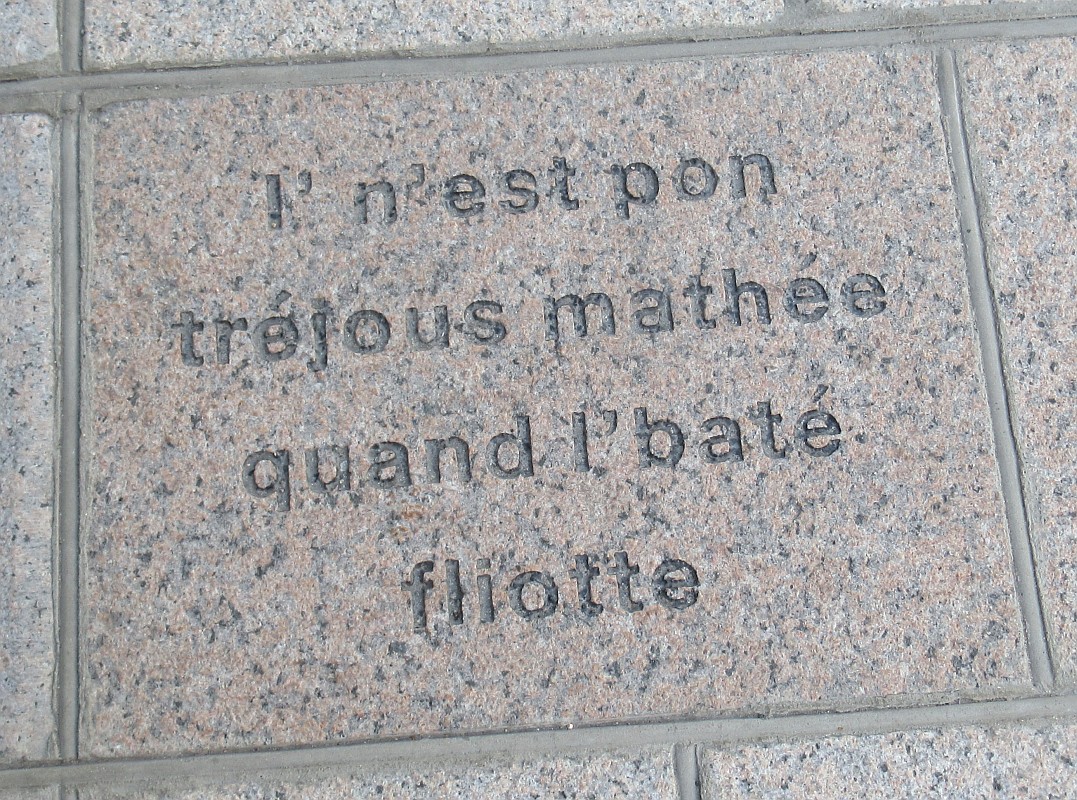 I' n'est pon
tréjous mathée
quand l'baté
fliotte